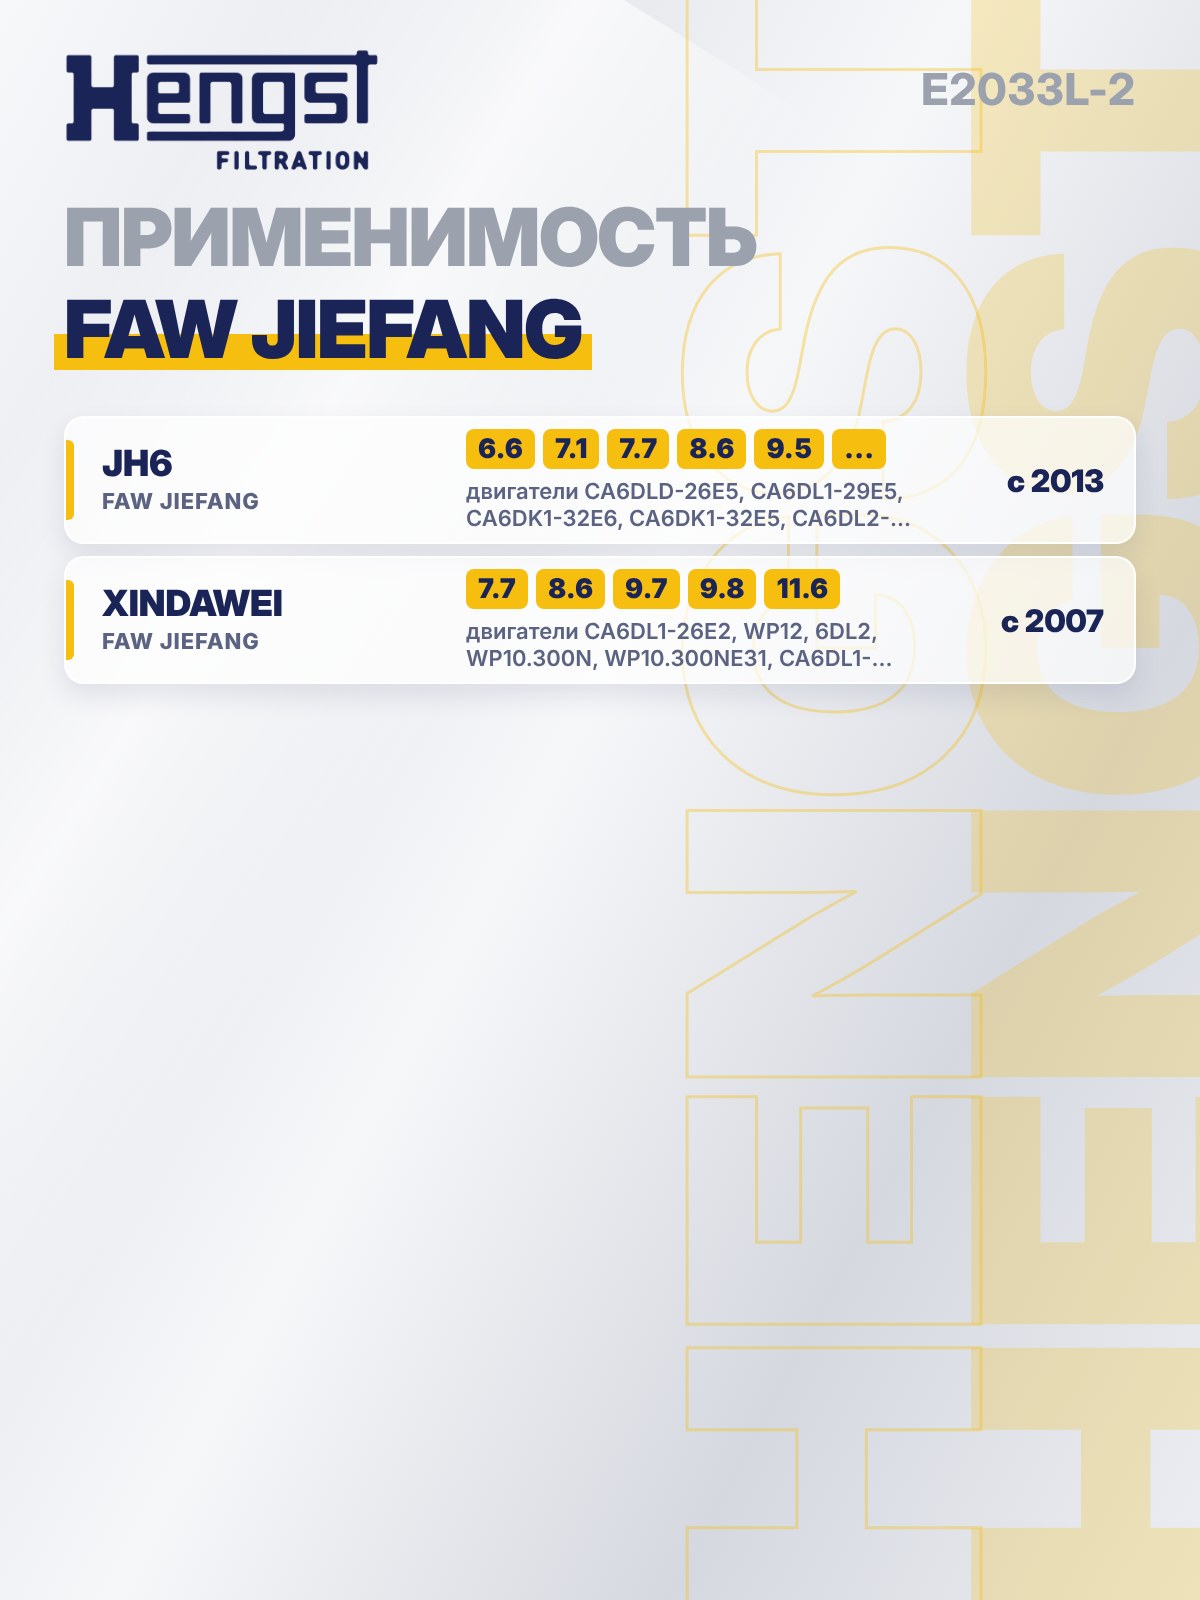 Hengst
FILTRATION
E2033L-2
ПРИМЕНИМОСТЬ
FAW JIEFANG
JH6
FAW JIEFANG
6.6 7.1 7.7 8.6 9.5 ...
двигатели CA6DLD-26E5, CA6DL1-29E5,
CA6DK1-32E6, CA6DK1-32E5, CA6DL2-...
с 2013
XINDAWEI
FAW JIEFANG
7.7 8.6 9.7 9.8 11.6
двигатели CA6DL1-26E2, WP12, 6DL2,
WP10.300N, WP10.300NE31, CA6DL1-...
с 2007
HENGST
HENGST